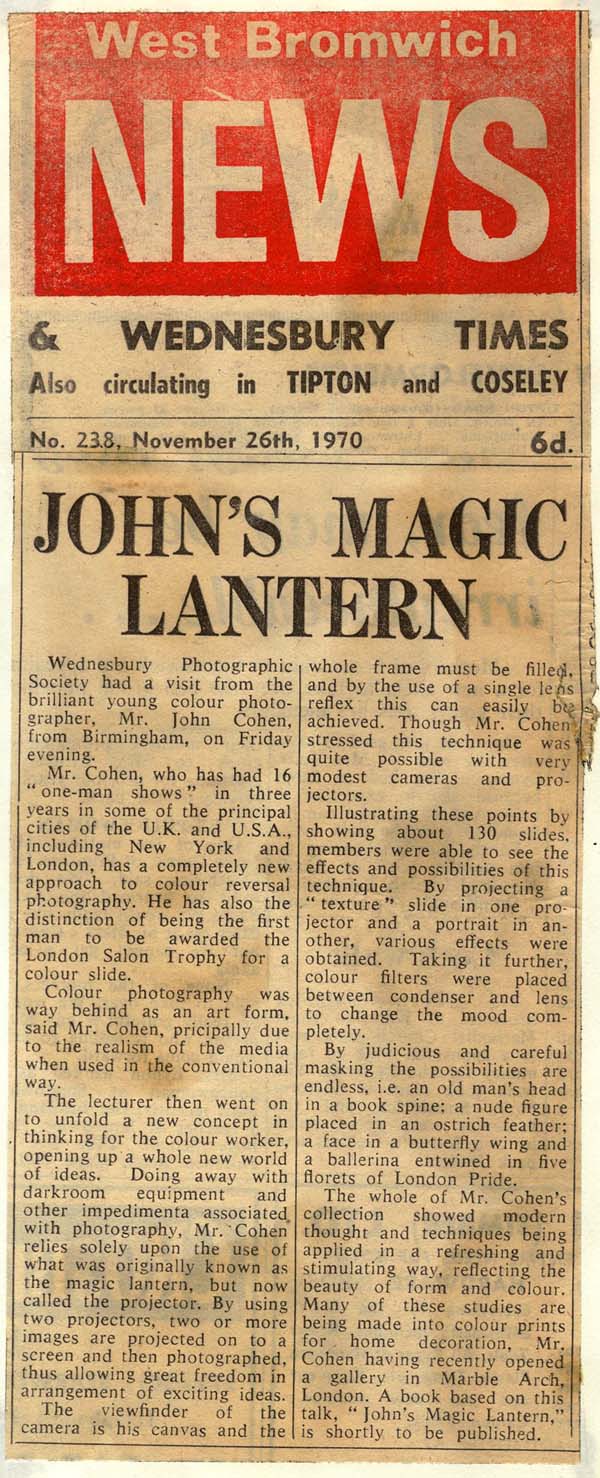 West Bromwich
NEWS
& WEDNESBURY TIMES
Also circulating in TIPTON and COSELEY
No. 238, November 26th, 1970 6d.
JOHN'S MAGIC
LANTERN
Wednesbury Photographic
Society had a visit from the
brilliant young colour photo-
grapher, Mr. John Cohen,
from Birmingham, on Friday
evening.
Mr. Cohen, who has had 16
" one-man shows " in three
years in some of the principal
cities of the U.K. and U.S.A.,
including New York and
London, has a completely new
approach to colour reversal
photography. He has also the
distinction of being the first
man to be awarded the
London Salon Trophy for a
colour slide.
Colour photography was
way behind as an art form,
said Mr. Cohen, pricipally due
to the realism of the media
when used in the conventional
way.
The lecturer then went on
to unfold a new concept in
thinking for the colour worker,
opening up a whole new world
of ideas. Doing away with
darkroom equipment and
other impedimenta associated
with photography, Mr. Cohen
relies solely upon the use of
what was originally known as
the magic lantern, but now
called the projector. By using
two projectors, two or more
images are projected on to a
screen and then photographed,
thus allowing great freedom in
arrangement of exciting ideas.
The viewfinder of the
camera is his canvas and the
whole frame must be filled,
and by the use of a single lens
reflex this can easily be
achieved. Though Mr. Cohen
stressed this technique was
quite possible with very
modest cameras and pro-
jectors.
Illustrating these points by
showing about 130 slides,
members were able to see the
effects and possibilities of this
technique. By projecting a
" texture " slide in one pro-
jector and a portrait in an-
other, various effects were
obtained. Taking it further,
colour filters were placed
between condenser and lens
to change the mood com-
pletely.
By judicious and careful
masking the possibilities are
endless, i.e. an old man's head
in a book spine; a nude figure
placed in an ostrich feather;
a face in a butterfly wing and
a ballerina entwined in five
florets of London Pride.
The whole of Mr. Cohen's
collection showed modern
thought and techniques being
applied in a refreshing and
stimulating way, reflecting the
beauty of form and colour.
Many of these studies are
being made into colour prints
for home decoration, Mr.
Cohen having recently opened
a gallery in Marble Arch,
London. A book based on this
talk, " John's Magic Lantern,"
is shortly to be published.